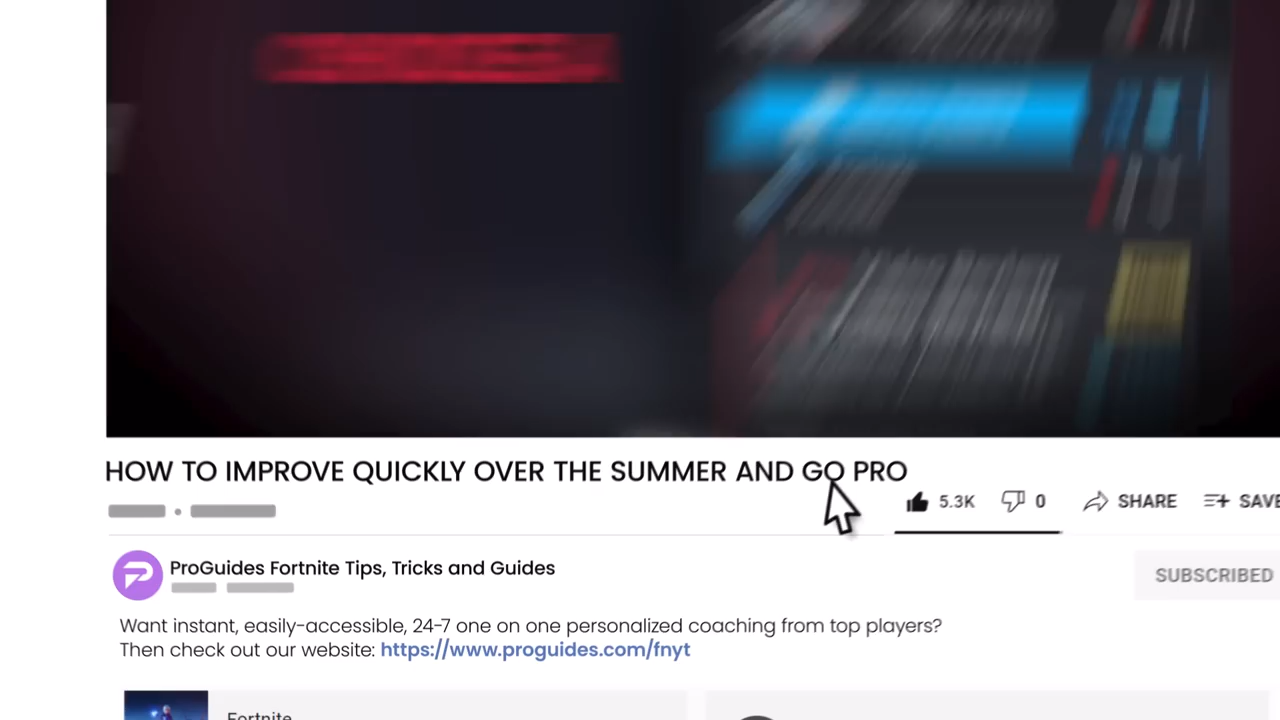 HOW TO IMPROVE QUICKLY OVER THE SUMMER AND GO PRO
5.3K 0 SHARE SAVE
ProGuides Fortnite Tips, Tricks and Guides
SUBSCRIBED
Want instant, easily-accessible, 24-7 one on one personalized coaching from top players?
Then check out our website: https://www.proguides.com/fnyt
Fortnite